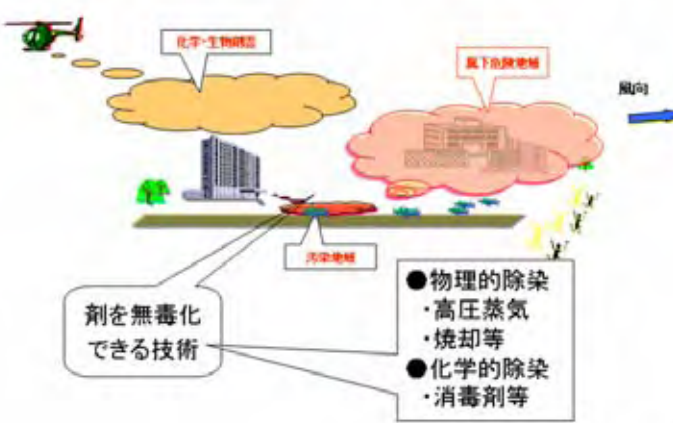 化学・生物剤雲
風下危険地域
風向
汚染地域
剤を無毒化
できる技術
●物理的除染
・高圧蒸気
・焼却等
●化学的除染
・消毒剤等